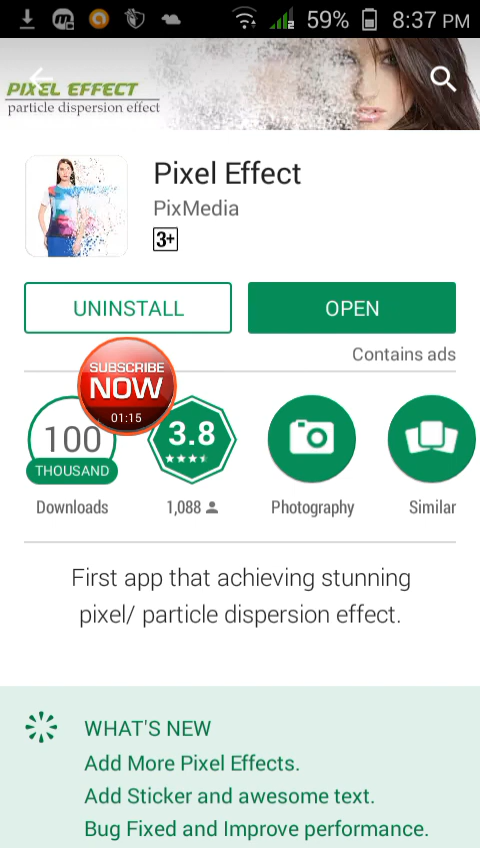 59% 8:37 PM
PIXEL EFFECT
particle dispersion effect
Pixel Effect
PixMedia
3+
UNINSTALL
OPEN
Contains ads
SUBSCRIBE
NOW
01:15
100
THOUSAND
3.8
Downloads
1,088
Photography
Similar
First app that achieving stunning
pixel/ particle dispersion effect.
WHAT'S NEW
Add More Pixel Effects.
Add Sticker and awesome text.
Bug Fixed and Improve performance.